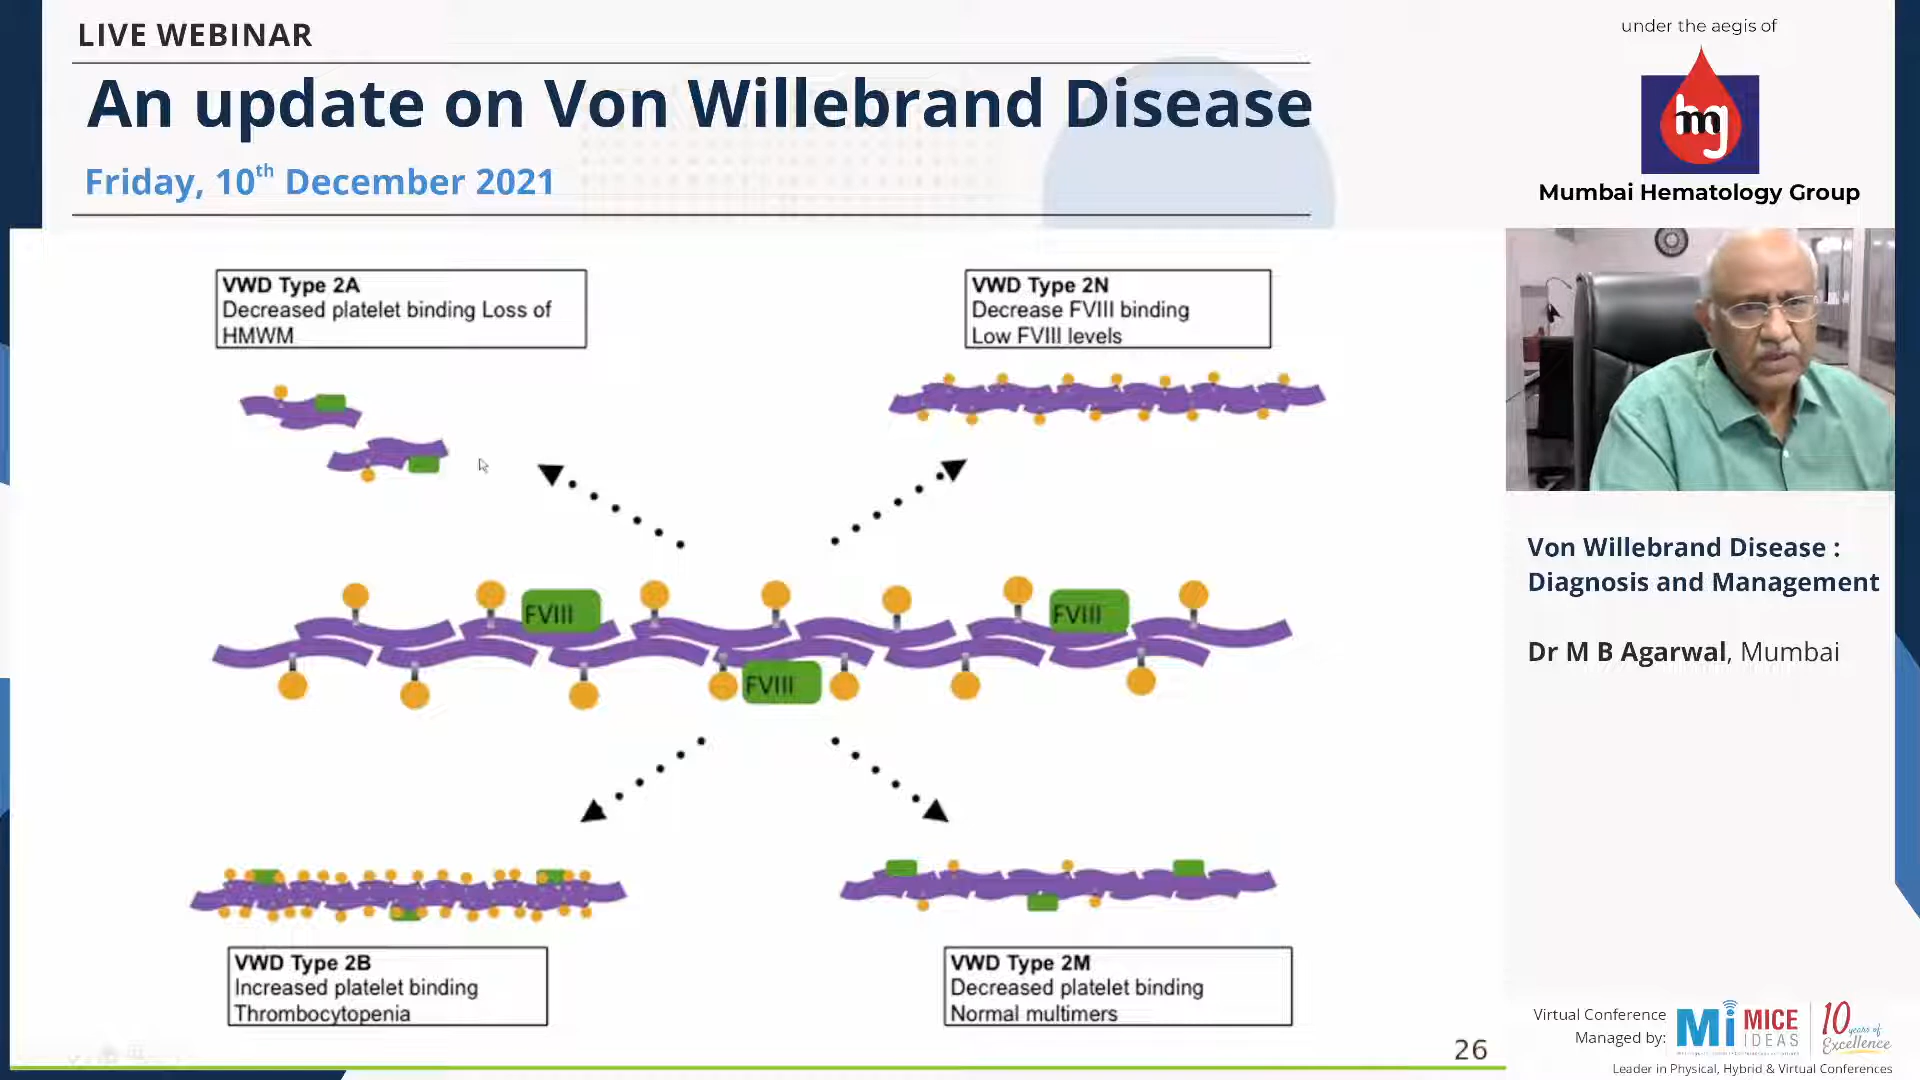 LIVE WEBINAR
An update on Von Willebrand Disease
Friday, 10th December 2021
under the aegis of
hmg
Mumbai Hematology Group
VWD Type 2A
Decreased platelet binding Loss of
HMWM
VWD Type 2N
Decrease FVIII binding
Low FVIII levels
FVIII
FVIII
FVIII
VWD Type 2B
Increased platelet binding
Thrombocytopenia
VWD Type 2M
Decreased platelet binding
Normal multimers
26
Von Willebrand Disease :
Diagnosis and Management
Dr M B Agarwal, Mumbai
Virtual Conference
Managed by:
Mi MICE
IDEAS
10 years of
Excellence
Leader in Physical, Hybrid & Virtual Conferences